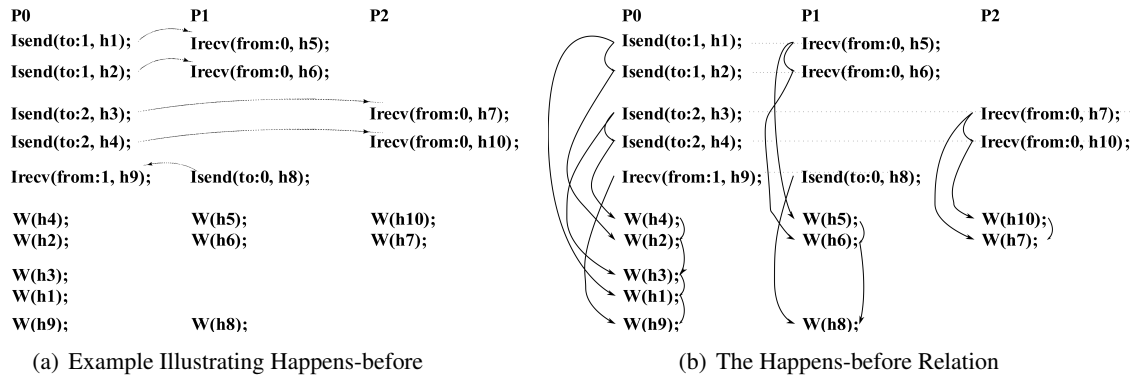 P0 P1 P2
Isend(to:1, h1); Irecv(from:0, h5);
Isend(to:1, h2); Irecv(from:0, h6);
Isend(to:2, h3); Irecv(from:0, h7);
Isend(to:2, h4); Irecv(from:0, h10);
Irecv(from:1, h9); Isend(to:0, h8);
W(h4); W(h5); W(h10);
W(h2); W(h6); W(h7);
W(h3);
W(h1);
W(h9); W(h8);
(a) Example Illustrating Happens-before
P0 P1 P2
Isend(to:1, h1); Irecv(from:0, h5);
Isend(to:1, h2); Irecv(from:0, h6);
Isend(to:2, h3); Irecv(from:0, h7);
Isend(to:2, h4); Irecv(from:0, h10);
Irecv(from:1, h9); Isend(to:0, h8);
W(h4); W(h5); W(h10);
W(h2); W(h6); W(h7);
W(h3);
W(h1);
W(h9); W(h8);
(b) The Happens-before Relation